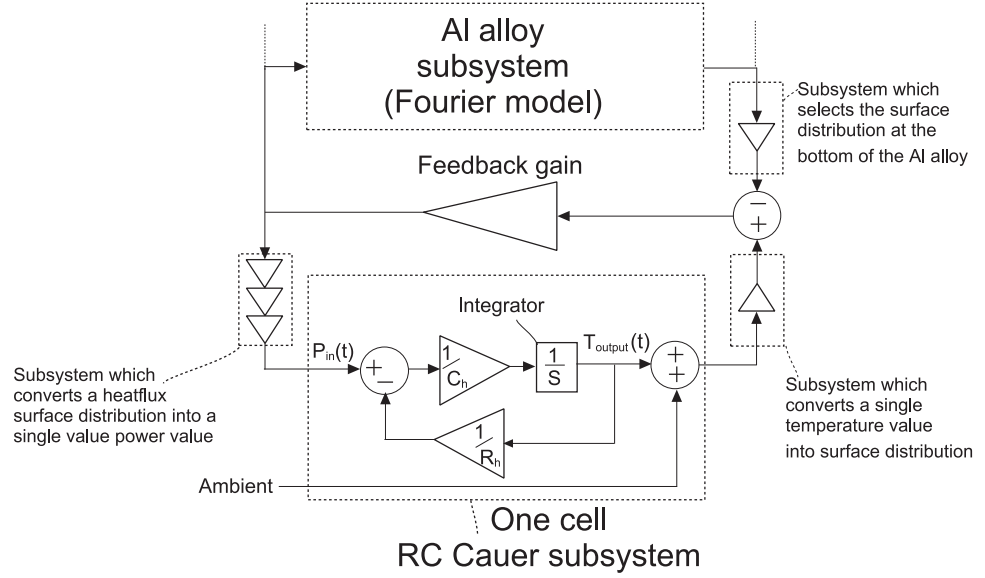 Al alloy
subsystem
(Fourier model)
Subsystem which
selects the surface
distribution at the
bottom of the Al alloy
Feedback gain
−
+
Integrator
P_in(t)
+
−
1/C_h
1/S
T_output(t)
+
+
1/R_h
Subsystem which
converts a heatflux
surface distribution into a
single value power value
Subsystem which
converts a single
temperature value
into surface distribution
Ambient
One cell
RC Cauer subsystem